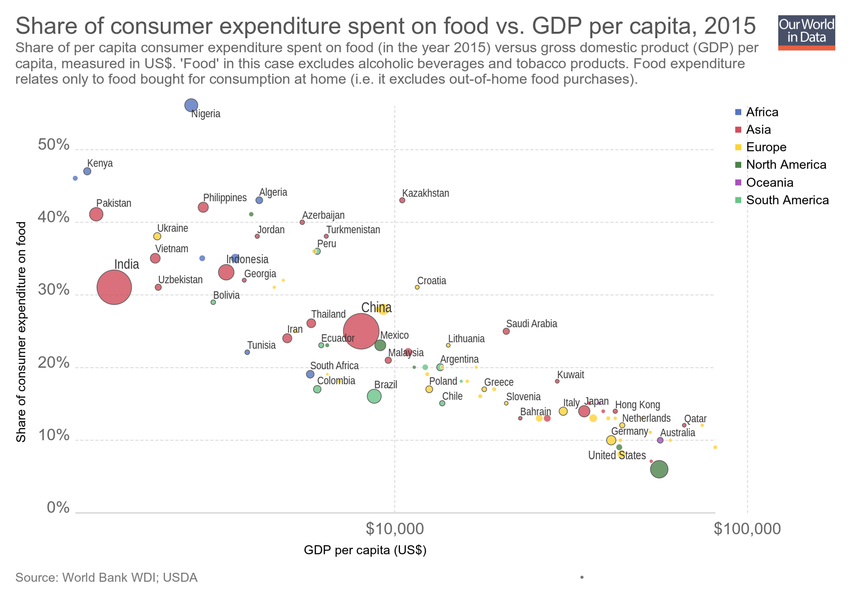 Share of consumer expenditure spent on food vs. GDP per capita, 2015
Our World
in Data
Share of per capita consumer expenditure spent on food (in the year 2015) versus gross domestic product (GDP) per
capita, measured in US$. 'Food' in this case excludes alcoholic beverages and tobacco products. Food expenditure
relates only to food bought for consumption at home (i.e. it excludes out-of-home food purchases).
Africa
Asia
Europe
North America
Oceania
South America
Share of consumer expenditure on food
50%
40%
30%
20%
10%
0%
Nigeria
Kenya
Pakistan
Philippines
Algeria
Kazakhstan
Ukraine
Azerbaijan
Jordan
Turkmenistan
Vietnam
Peru
India
Indonesia
Uzbekistan
Georgia
Croatia
Bolivia
China
Thailand
Iran
Saudi Arabia
Tunisia
Ecuador
Mexico
Lithuania
Malaysia
South Africa
Argentina
Colombia
Brazil
Poland
Chile
Greece
Kuwait
Slovenia
Bahrain
Italy
Japan
Hong Kong
Netherlands
Qatar
Germany
Australia
United States
$10,000
$100,000
GDP per capita (US$)
Source: World Bank WDI; USDA